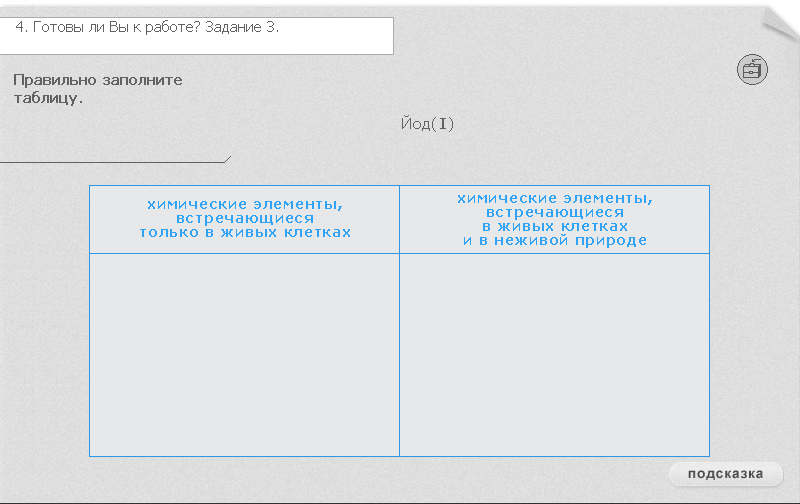 4. Готовы ли Вы к работе? Задание 3.
Правильно заполните
таблицу.
Йод(I)
химические элементы,
встречающиеся
только в живых клетках
химические элементы,
встречающиеся
в живых клетках
и в неживой природе
подсказка